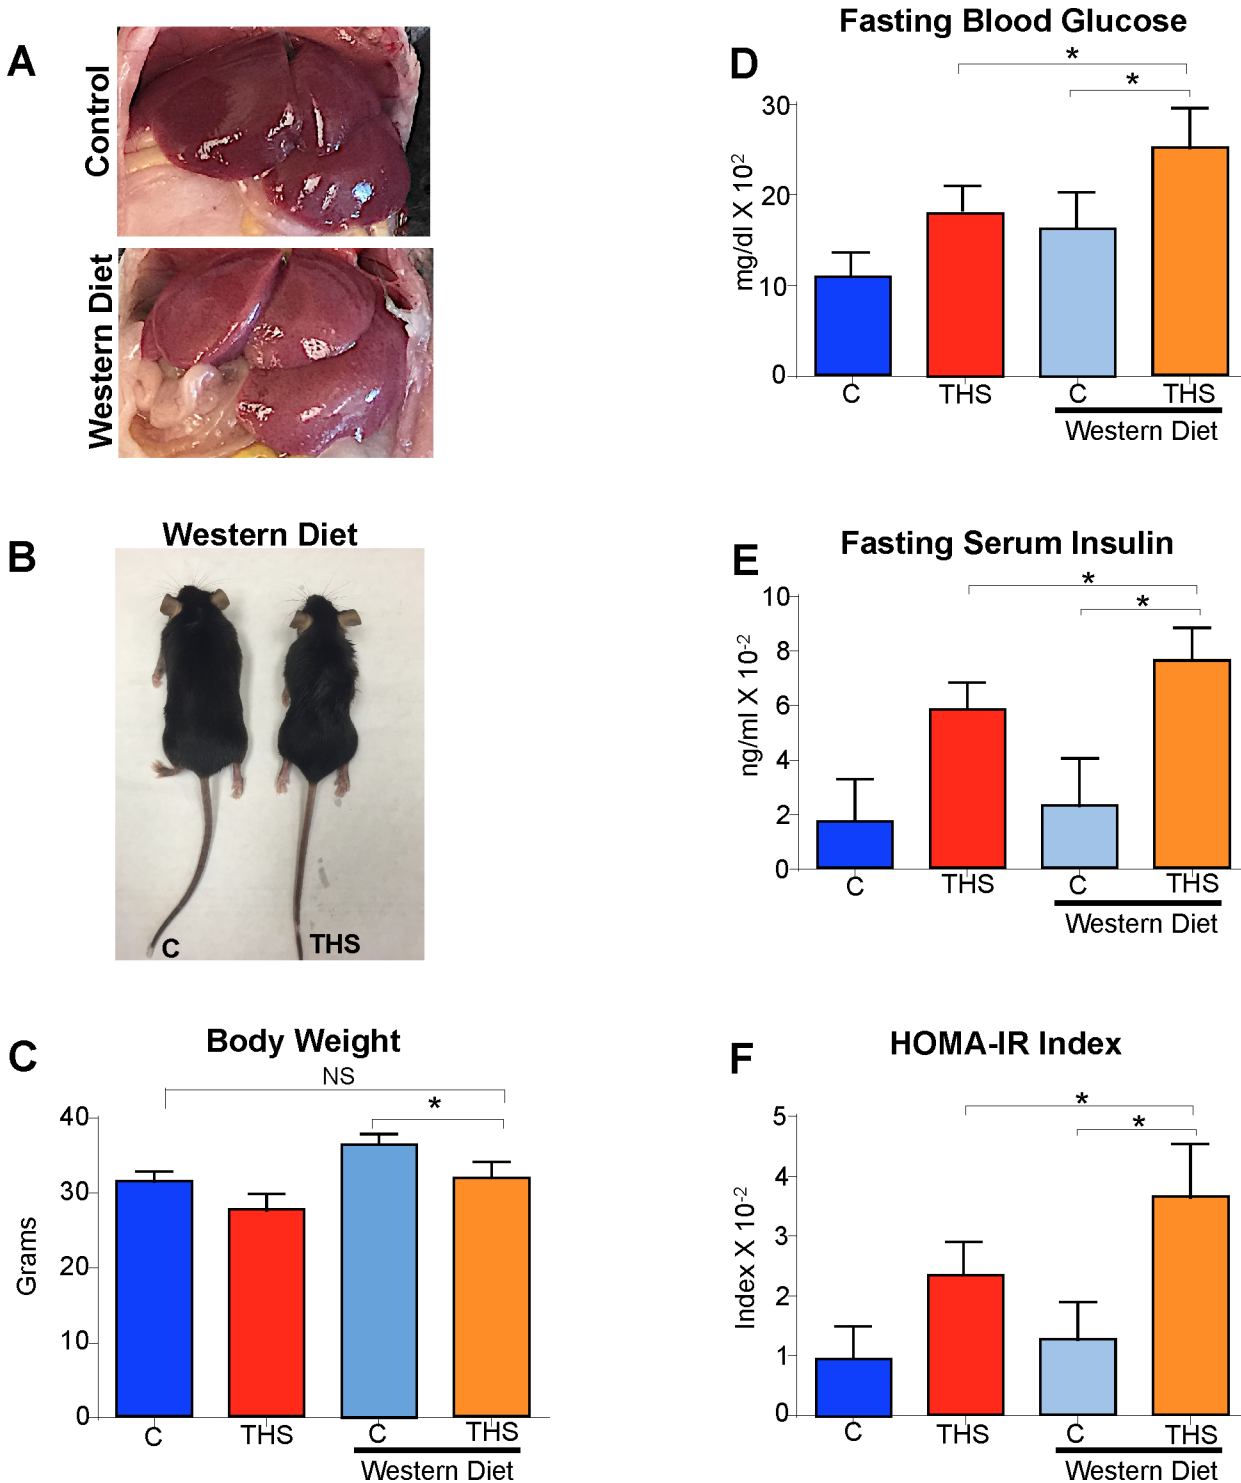 A
Control
Western Diet
B
Western Diet
C
THS
C
Body Weight
NS
*
40
30
20
10
0
Grams
C
THS
C
THS
Western Diet
D
Fasting Blood Glucose
*
*
30
20
10
0
mg/dl X 10²
C
THS
C
THS
Western Diet
E
Fasting Serum Insulin
*
*
10
8
6
4
2
0
ng/ml X 10⁻²
C
THS
C
THS
Western Diet
F
HOMA-IR Index
*
*
5
4
3
2
1
0
Index X 10⁻²
C
THS
C
THS
Western Diet